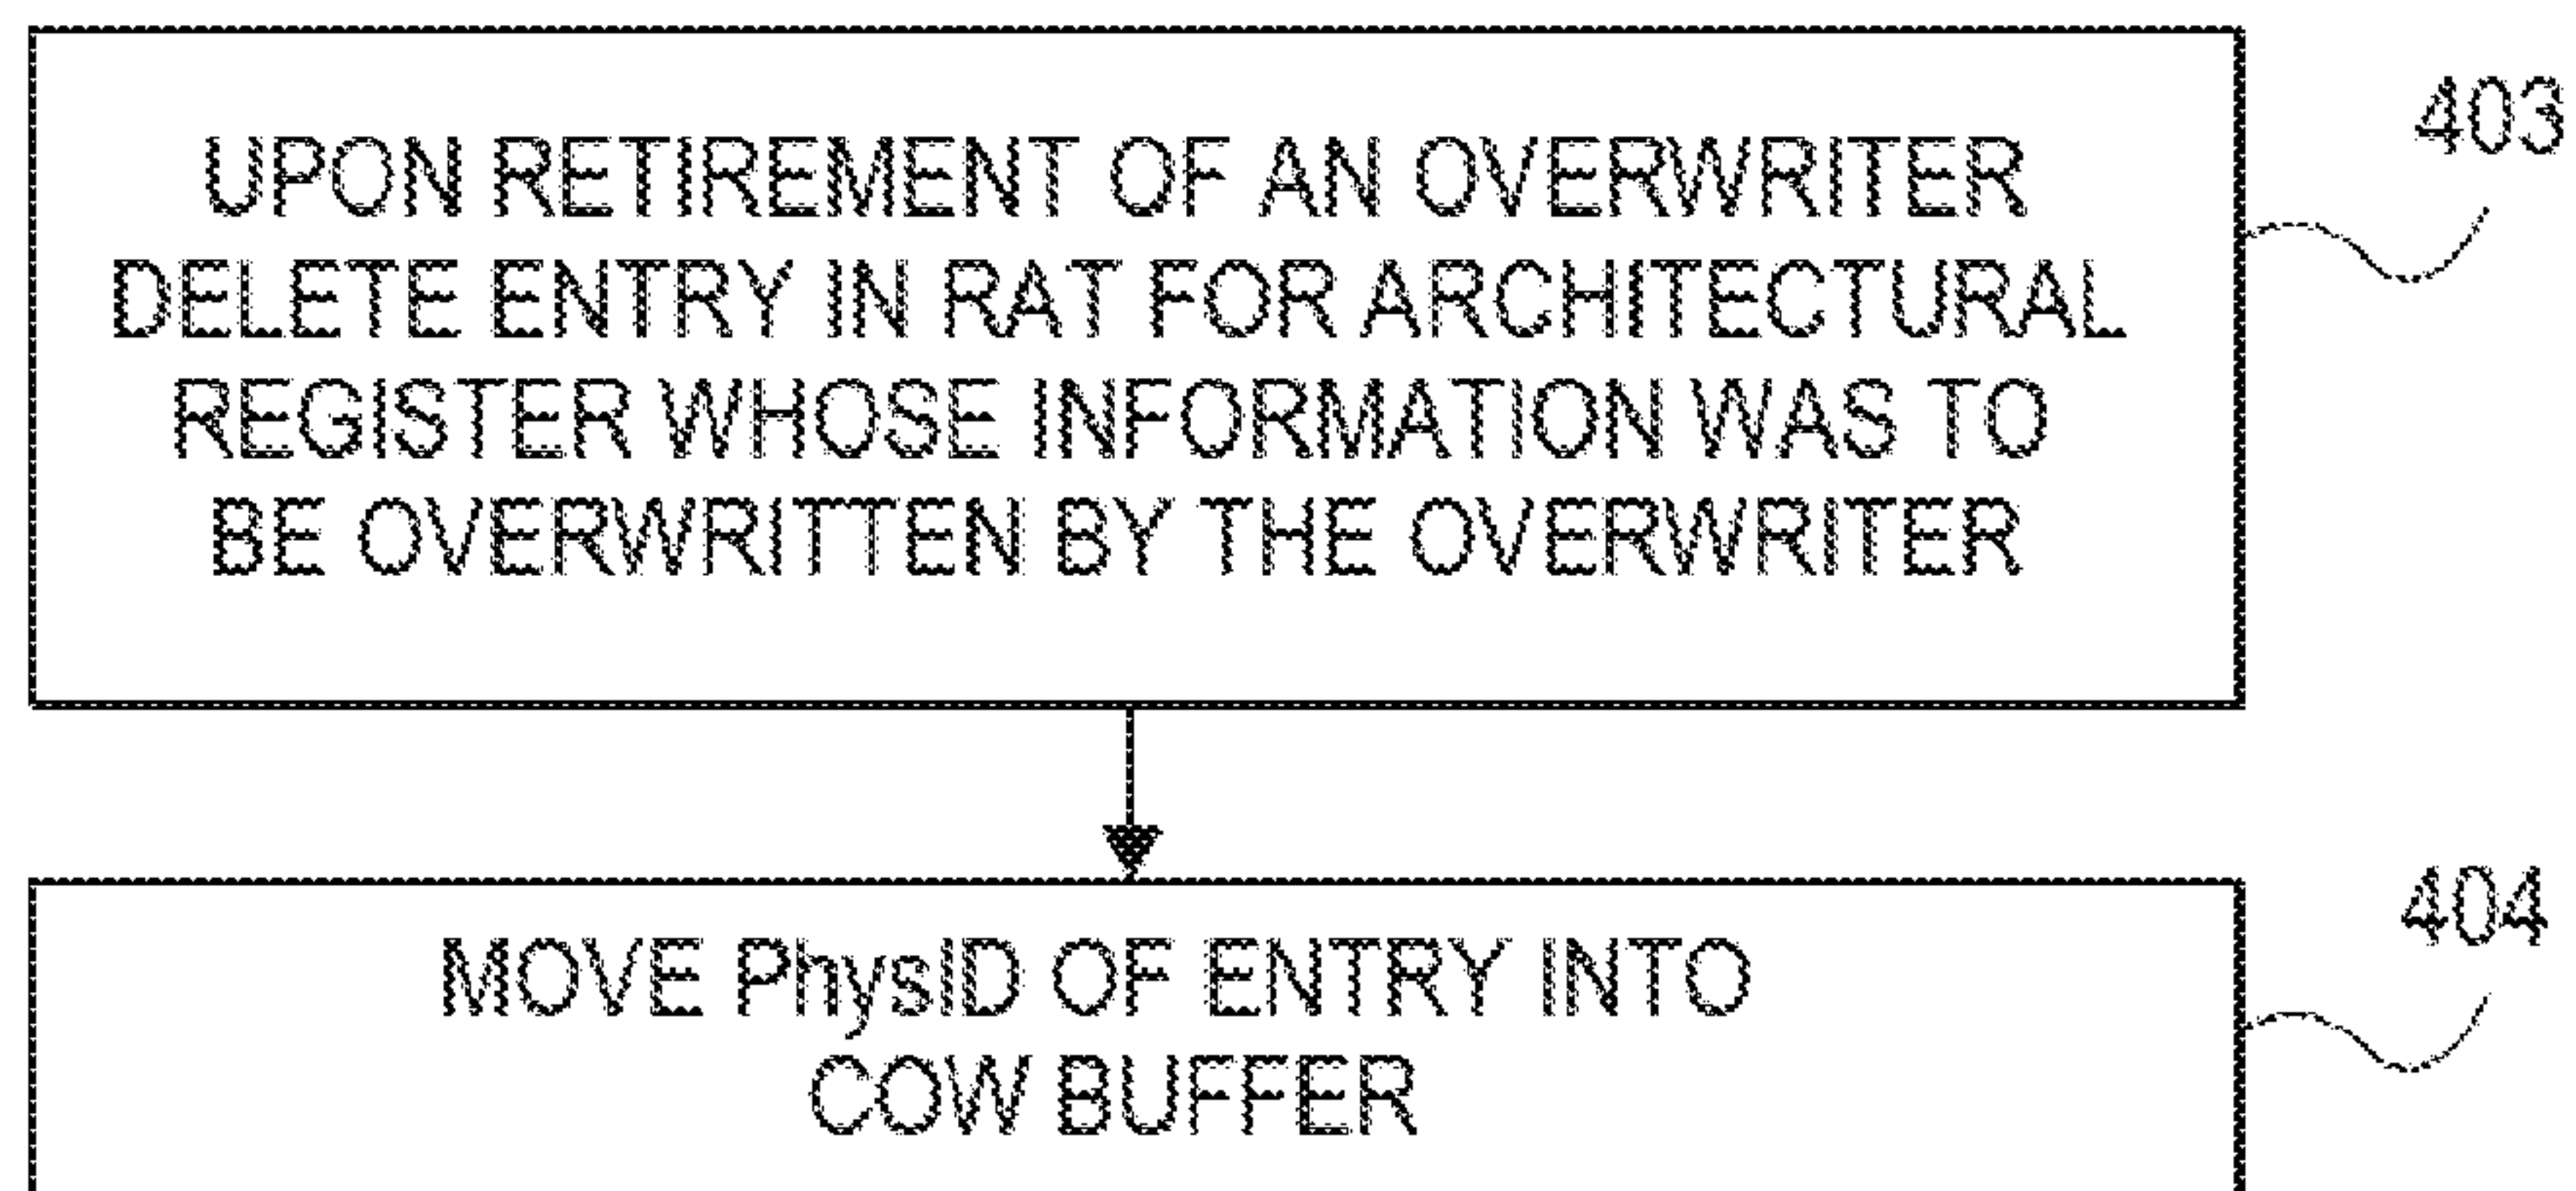 UPON RETIREMENT OF AN OVERWRITER
DELETE ENTRY IN RAT FOR ARCHITECTURAL
REGISTER WHOSE INFORMATION WAS TO
BE OVERWRITTEN BY THE OVERWRITER
403
MOVE PhysID OF ENTRY INTO
COW BUFFER
404